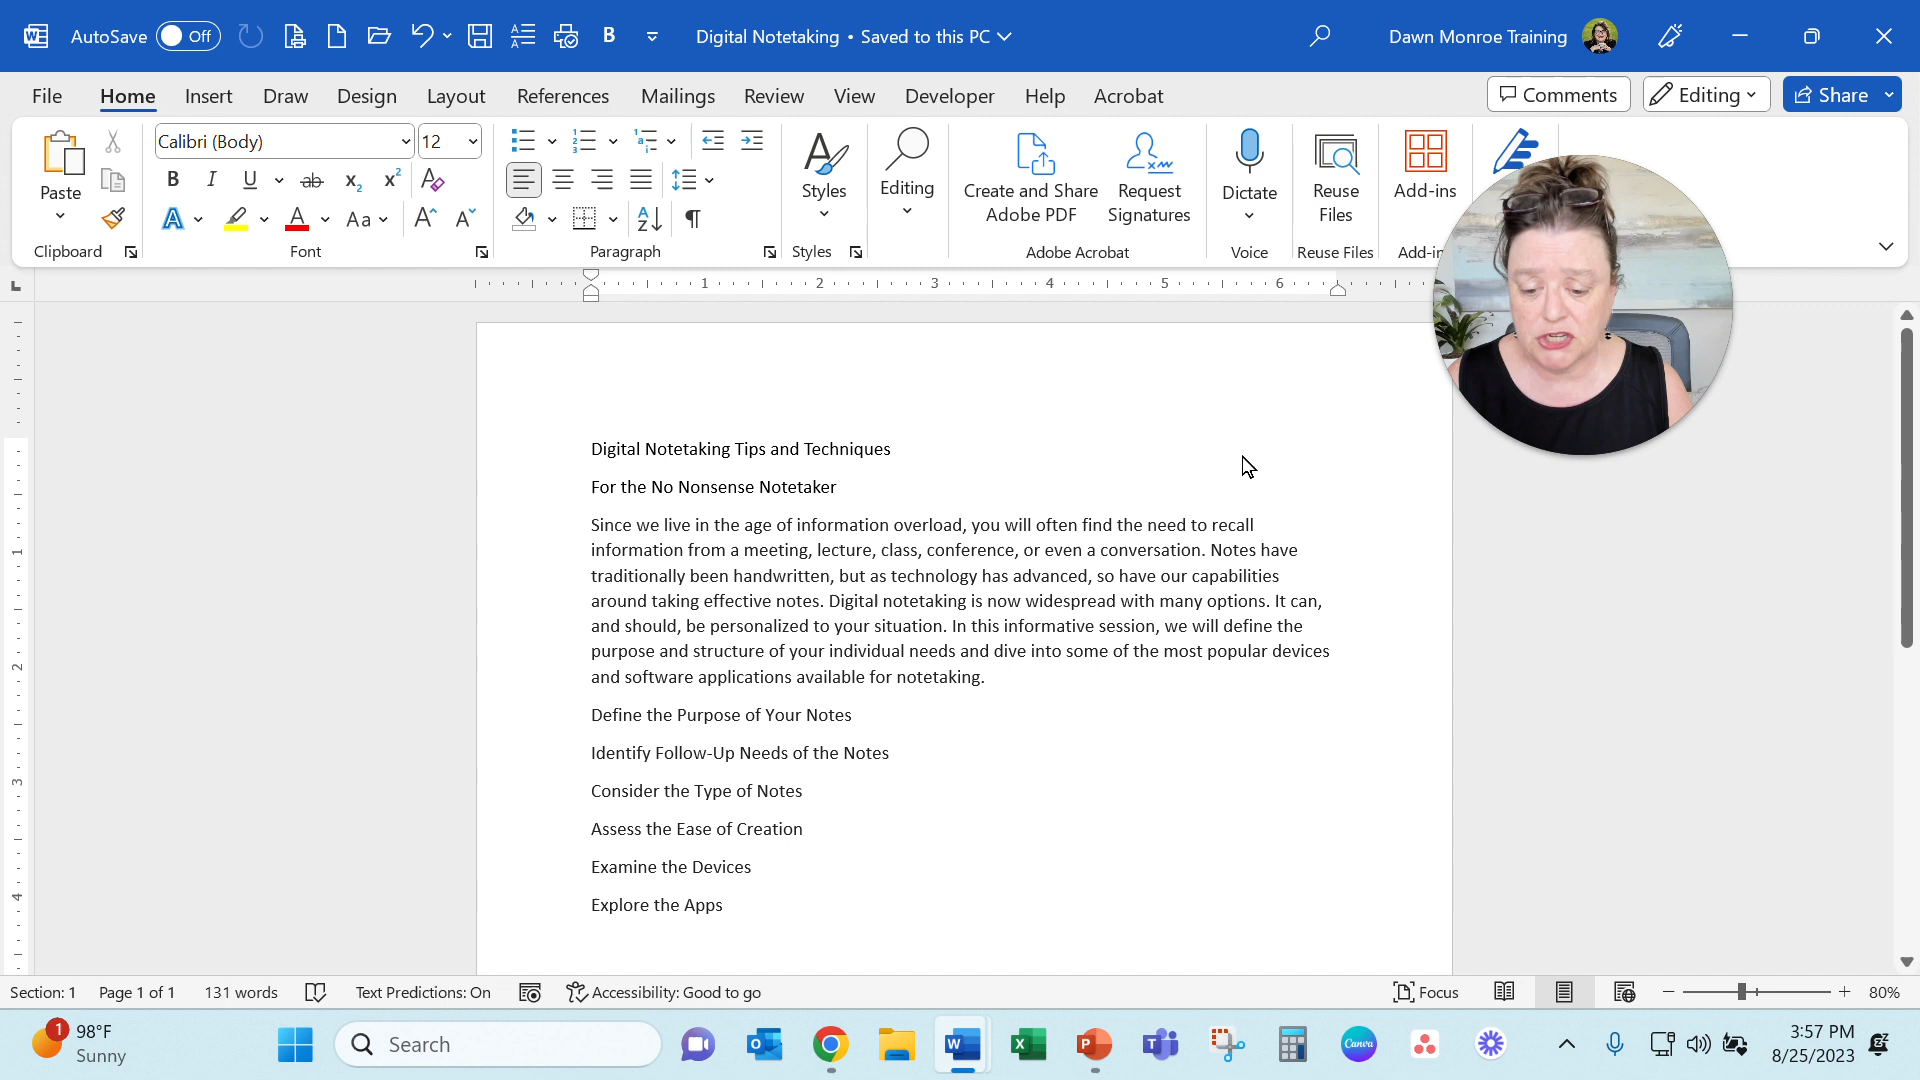 AutoSave Off B Digital Notetaking • Saved to this PC Dawn Monroe Training
File Home Insert Draw Design Layout References Mailings Review View Developer Help Acrobat Comments Editing Share
Calibri (Body) 12
Paste Styles Editing Create and Share Adobe PDF Request Signatures Dictate Reuse Files Add-ins
Clipboard Font Paragraph Styles Adobe Acrobat Voice Reuse Files
1 2 3 4 5 6
Digital Notetaking Tips and Techniques
For the No Nonsense Notetaker
Since we live in the age of information overload, you will often find the need to recall
information from a meeting, lecture, class, conference, or even a conversation. Notes have
traditionally been handwritten, but as technology has advanced, so have our capabilities
around taking effective notes. Digital notetaking is now widespread with many options. It can,
and should, be personalized to your situation. In this informative session, we will define the
purpose and structure of your individual needs and dive into some of the most popular devices
and software applications available for notetaking.
Define the Purpose of Your Notes
Identify Follow-Up Needs of the Notes
Consider the Type of Notes
Assess the Ease of Creation
Examine the Devices
Explore the Apps
Section: 1 Page 1 of 1 131 words Text Predictions: On Accessibility: Good to go Focus 80%
1 98°F
Sunny
Search
Canva
3:57 PM
8/25/2023